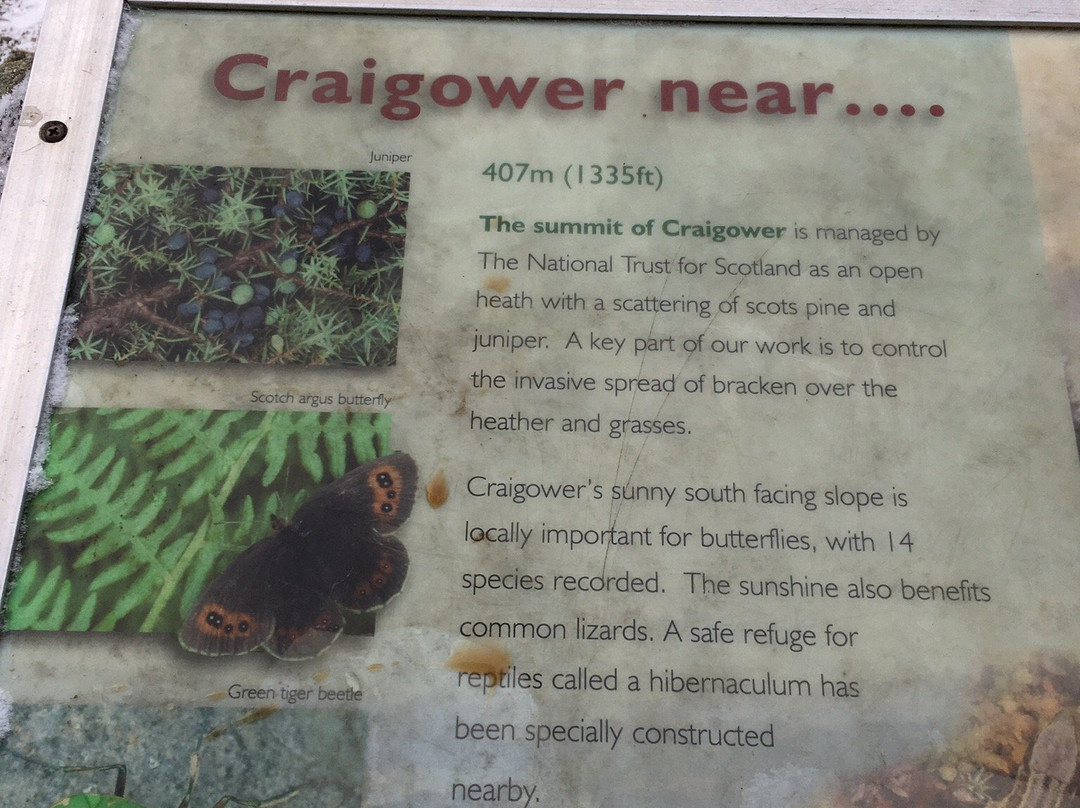 Craigower near....
Juniper
407m (1335ft)
The summit of Craigower is managed by
The National Trust for Scotland as an open
heath with a scattering of scots pine and
juniper. A key part of our work is to control
the invasive spread of bracken over the
heather and grasses.
Scotch argus butterfly
Craigower's sunny south facing slope is
locally important for butterflies, with 14
species recorded. The sunshine also benefits
common lizards. A safe refuge for
reptiles called a hibernaculum has
been specially constructed
nearby.
Green tiger beetle